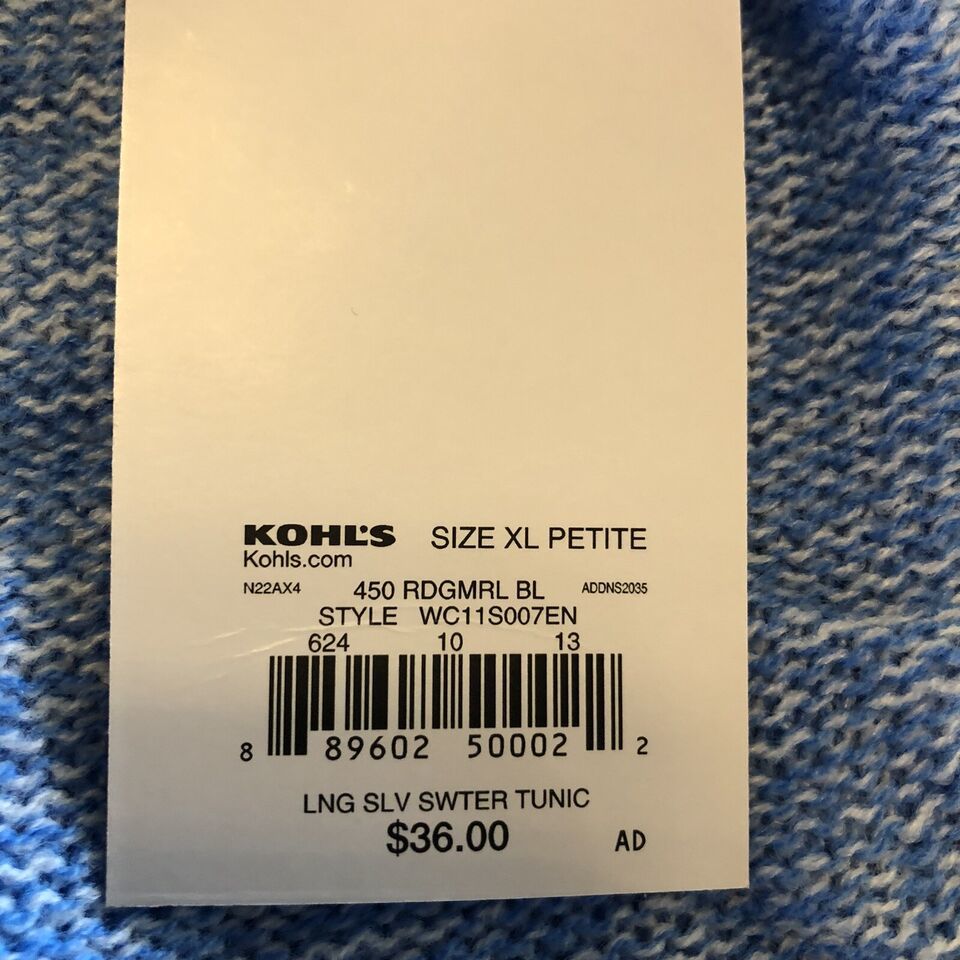 KOHL'S SIZE XL PETITE
Kohls.com
N22AX4 450 RDGMRL BL ADDNS2035
STYLE WC11S007EN
624 10 13
8 89602 50002 2
LNG SLV SWTER TUNIC
$36.00 AD